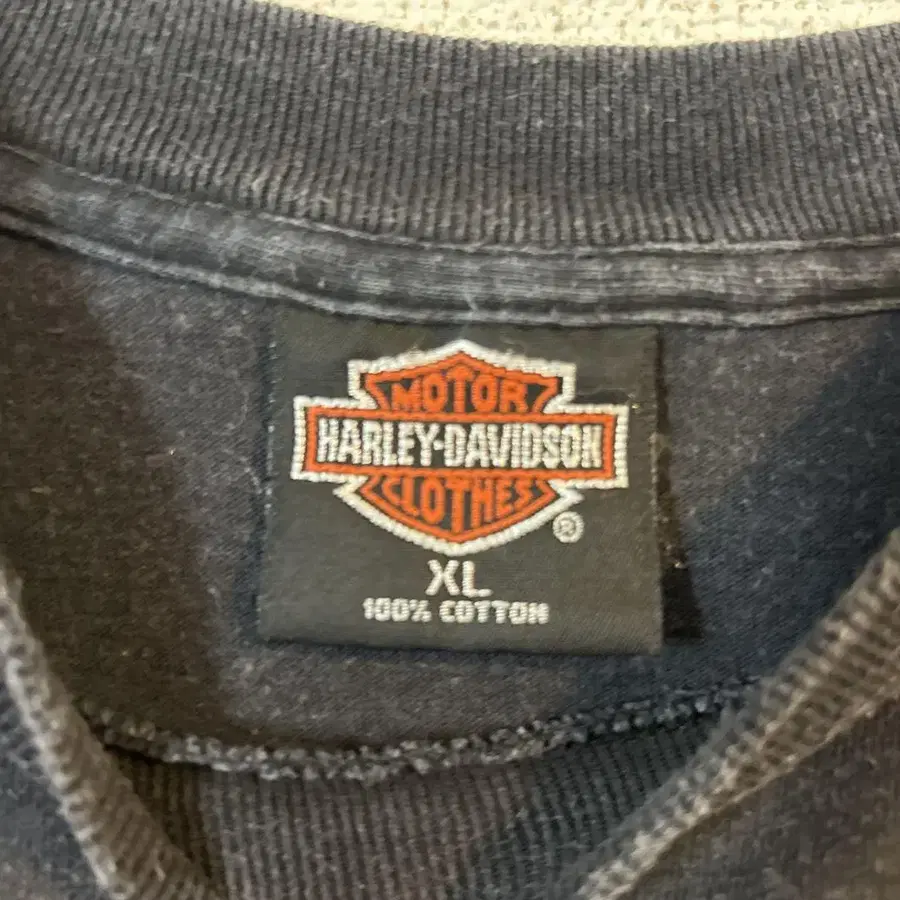 MOTOR
HARLEY-DAVIDSON
CLOTHES
®
XL
100% COTTON